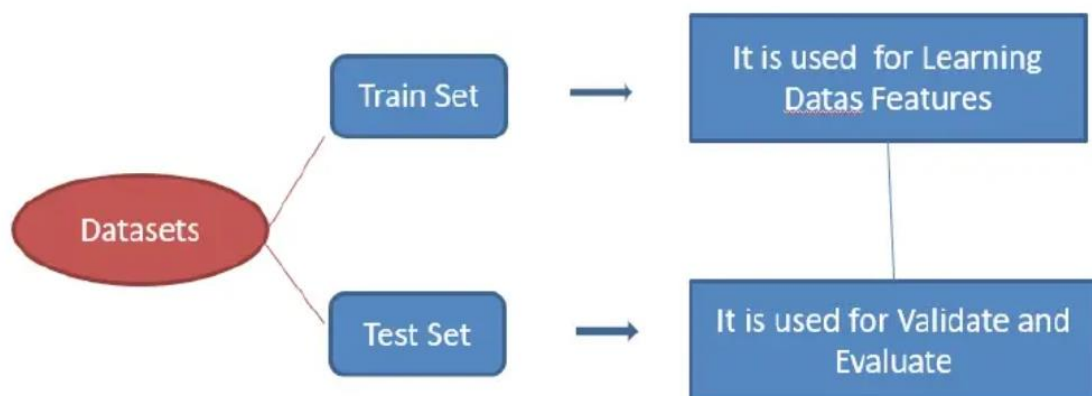 It is used for Learning
Datas Features
Train Set
Datasets
Test Set
It is used for Validate and
Evaluate